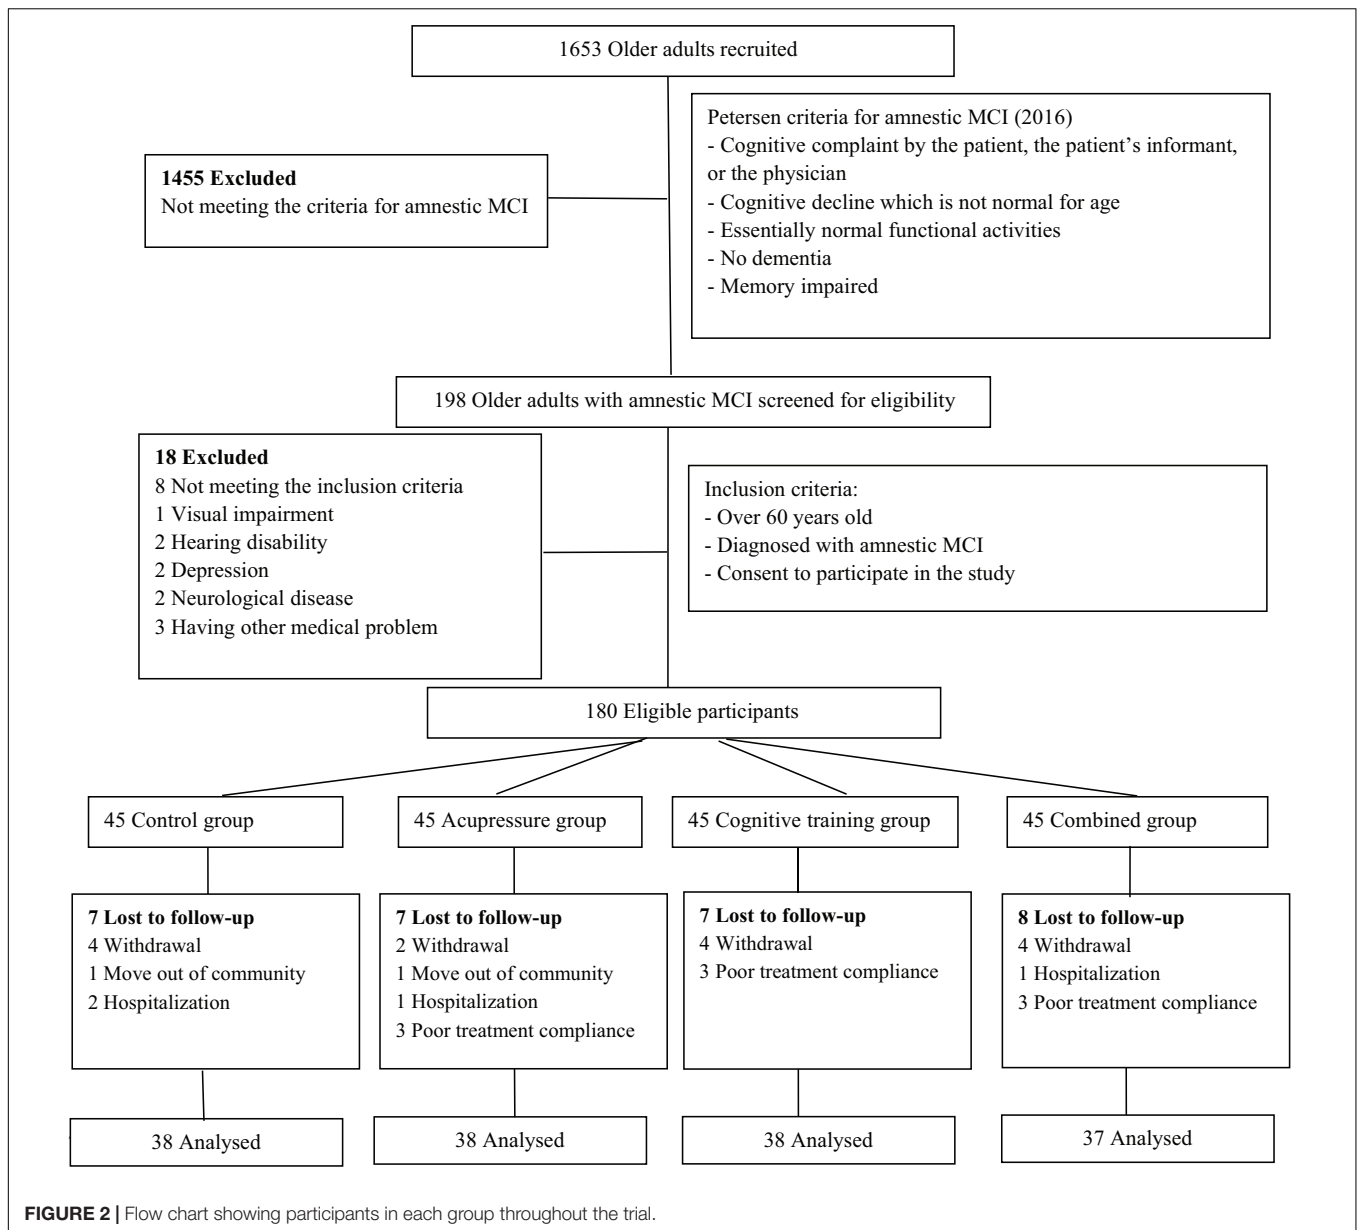 1653 Older adults recruited
Petersen criteria for amnestic MCI (2016)
- Cognitive complaint by the patient, the patient's informant,
or the physician
- Cognitive decline which is not normal for age
- Essentially normal functional activities
- No dementia
- Memory impaired
1455 Excluded
Not meeting the criteria for amnestic MCI
198 Older adults with amnestic MCI screened for eligibility
18 Excluded
8 Not meeting the inclusion criteria
1 Visual impairment
2 Hearing disability
2 Depression
2 Neurological disease
3 Having other medical problem
Inclusion criteria:
- Over 60 years old
- Diagnosed with amnestic MCI
- Consent to participate in the study
180 Eligible participants
45 Control group
45 Acupressure group
45 Cognitive training group
45 Combined group
7 Lost to follow-up
4 Withdrawal
1 Move out of community
2 Hospitalization
7 Lost to follow-up
2 Withdrawal
1 Move out of community
1 Hospitalization
3 Poor treatment compliance
7 Lost to follow-up
4 Withdrawal
3 Poor treatment compliance
8 Lost to follow-up
4 Withdrawal
1 Hospitalization
3 Poor treatment compliance
38 Analysed
38 Analysed
38 Analysed
37 Analysed
FIGURE 2 | Flow chart showing participants in each group throughout the trial.